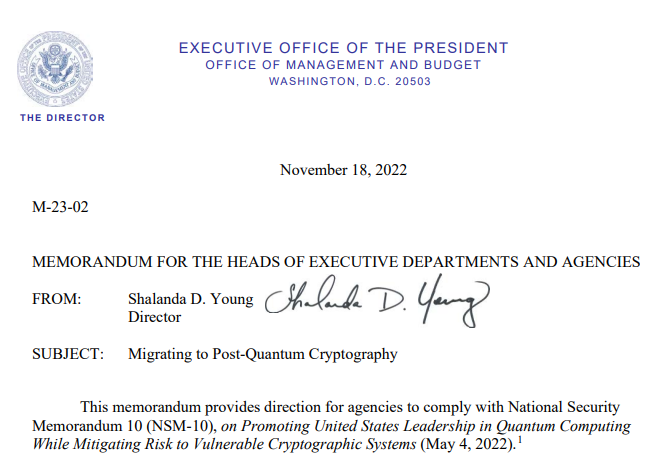 EXECUTIVE OFFICE OF THE PRESIDENT
OFFICE OF MANAGEMENT AND BUDGET
WASHINGTON, D.C. 20503
THE DIRECTOR
November 18, 2022
M-23-02
MEMORANDUM FOR THE HEADS OF EXECUTIVE DEPARTMENTS AND AGENCIES
FROM: Shalanda D. Young Shalanda D. Young
Director
SUBJECT: Migrating to Post-Quantum Cryptography
This memorandum provides direction for agencies to comply with National Security
Memorandum 10 (NSM-10), on Promoting United States Leadership in Quantum Computing
While Mitigating Risk to Vulnerable Cryptographic Systems (May 4, 2022).1